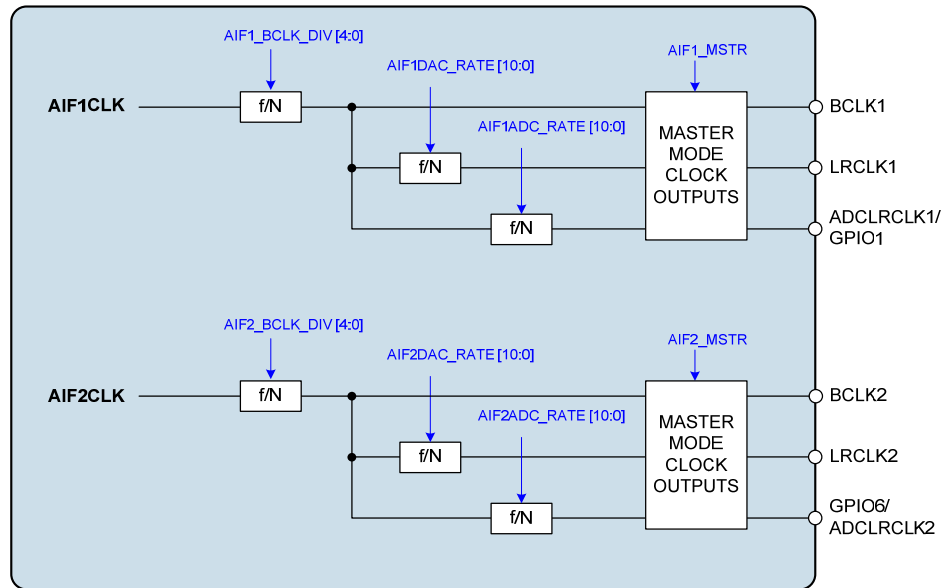 AIF1_BCLK_DIV [4:0]
AIF1DAC_RATE [10:0]
AIF1_MSTR
AIF1CLK
f/N
BCLK1
AIF1ADC_RATE [10:0]
MASTER
MODE
CLOCK
OUTPUTS
f/N
LRCLK1
f/N
ADCLRCLK1/
GPIO1
AIF2_BCLK_DIV [4:0]
AIF2DAC_RATE [10:0]
AIF2_MSTR
AIF2CLK
f/N
BCLK2
AIF2ADC_RATE [10:0]
MASTER
MODE
CLOCK
OUTPUTS
f/N
LRCLK2
f/N
GPIO6/
ADCLRCLK2